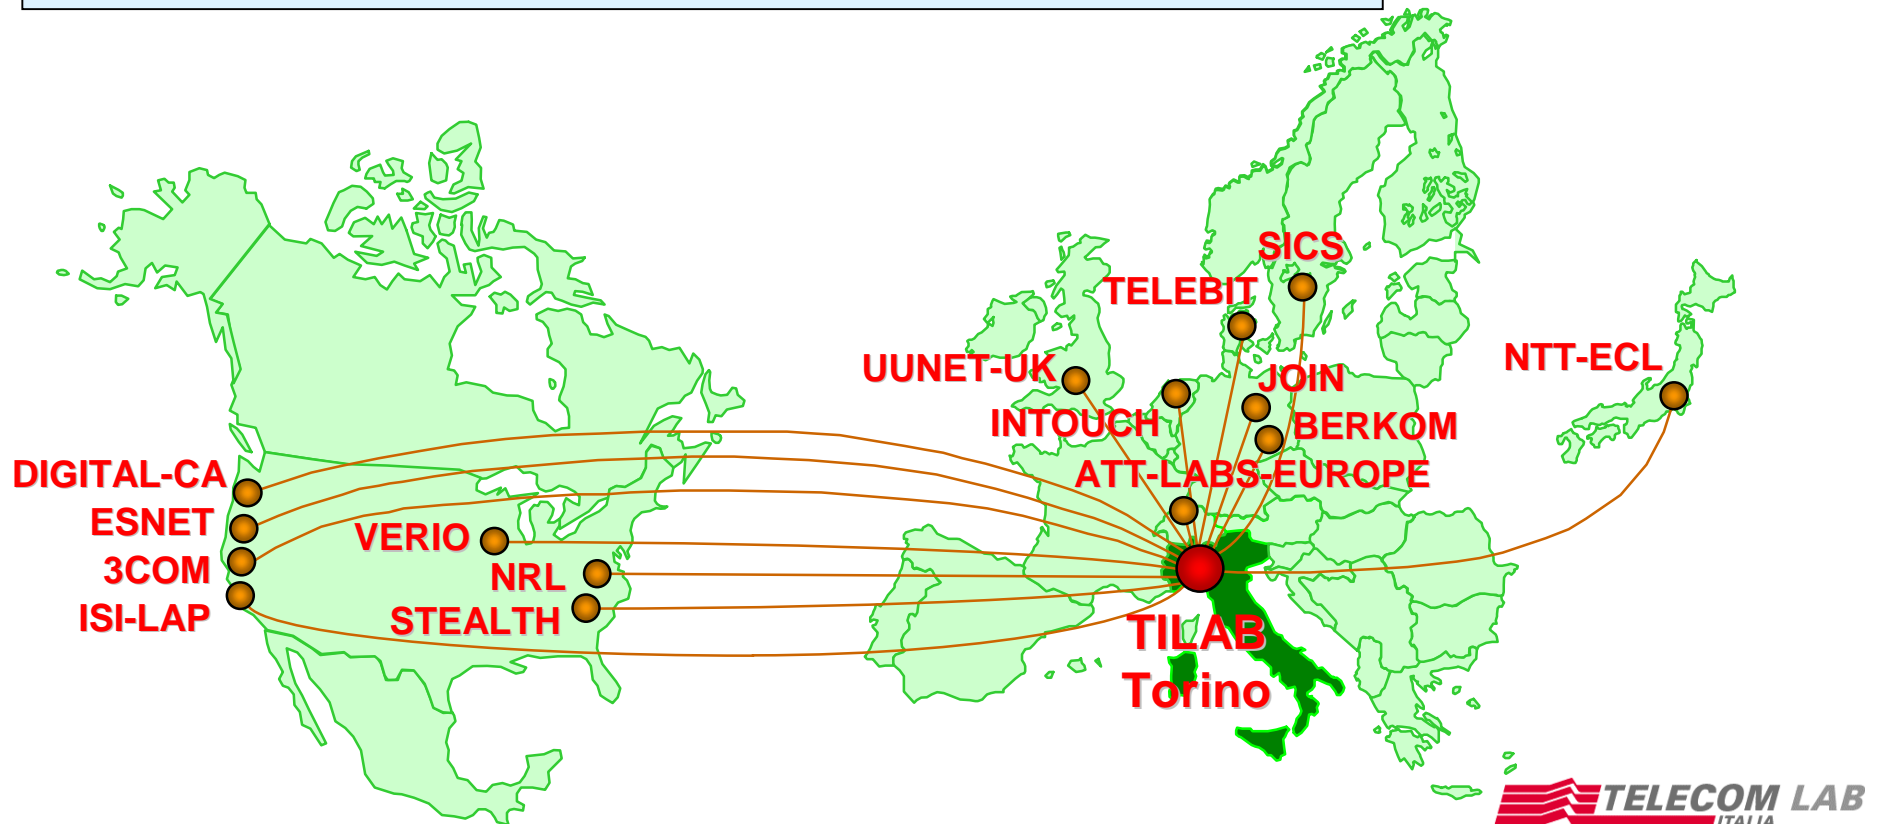 SICS
TELEBIT
NTT-ECL
UUNET-UK
JOIN
INTOUCH
BERKOM
DIGITAL-CA
ATT-LABS-EUROPE
ESNET
VERIO
3COM
NRL
ISI-LAP
STEALTH
TILAB
Torino
TELECOM LAB
ITALIA